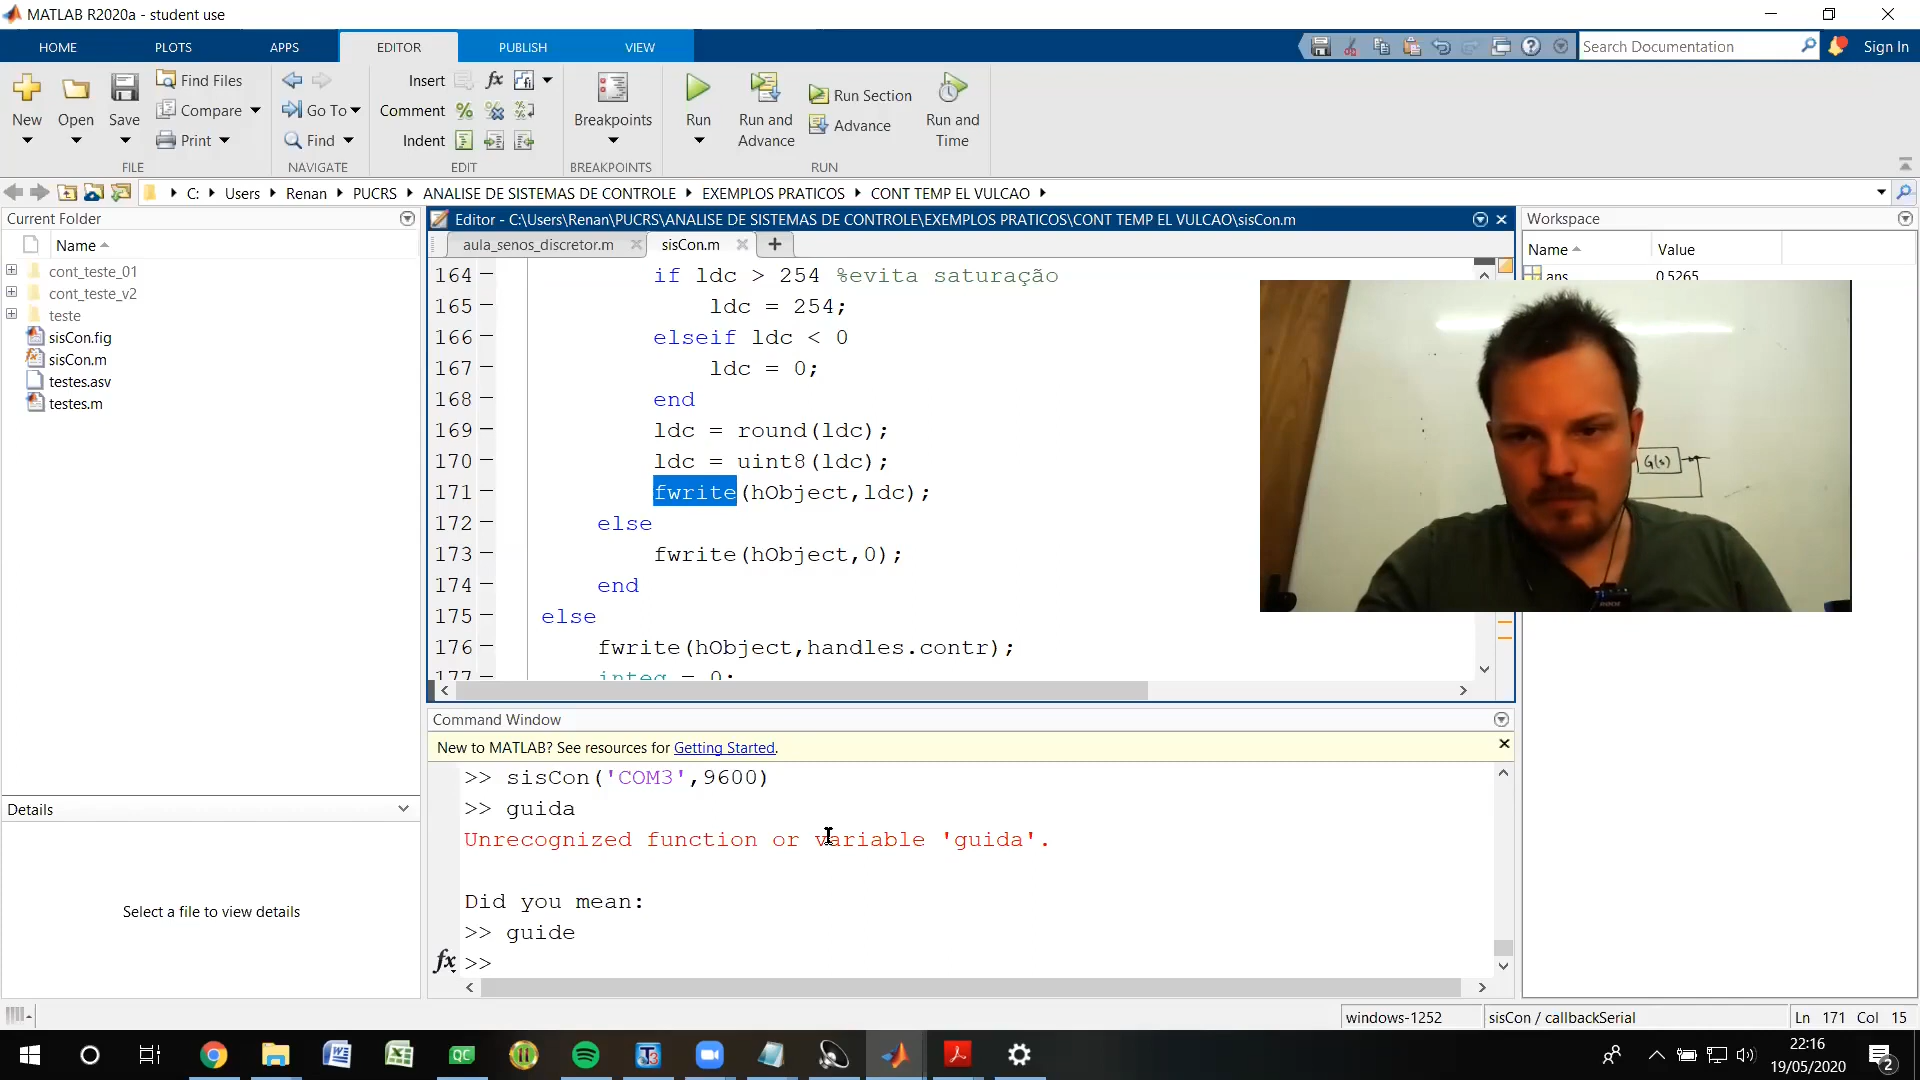 MATLAB R2020a - student use
HOME PLOTS APPS EDITOR PUBLISH VIEW
Search Documentation
Sign In
New
Open
Save
Find Files
Compare
Print
FILE
Go To
Find
NAVIGATE
Insert
fx
Comment
Indent
EDIT
Breakpoints
BREAKPOINTS
Run
Run and Advance
Run Section
Advance
Run and Time
RUN
C: Users Renan PUCRS ANALISE DE SISTEMAS DE CONTROLE EXEMPLOS PRATICOS CONT TEMP EL VULCAO
Current Folder
Name
cont_teste_01
cont_teste_v2
teste
sisCon.fig
sisCon.m
testes.asv
testes.m
Details
Select a file to view details
Editor - C:\Users\Renan\PUCRS\ANALISE DE SISTEMAS DE CONTROLE\EXEMPLOS PRATICOS\CONT TEMP EL VULCAO\sisCon.m
aula_senos_discretor.m sisCon.m
164 – if ldc > 254 %evita saturação
165 – ldc = 254;
166 – elseif ldc < 0
167 – ldc = 0;
168 – end
169 – ldc = round(ldc);
170 – ldc = uint8(ldc);
171 – fwrite(hObject,ldc);
172 – else
173 – fwrite(hObject,0);
174 – end
175 – else
176 – fwrite(hObject,handles.contr);
177 – integ = 0;
Command Window
New to MATLAB? See resources for Getting Started.
>> sisCon('COM3',9600)
>> guida
Unrecognized function or variable 'guida'.
Did you mean:
>> guide
fx >>
Workspace
Name Value
ans 0.5265
G(s)
windows-1252
sisCon / callbackSerial
Ln 171 Col 15
22:16
19/05/2020
2